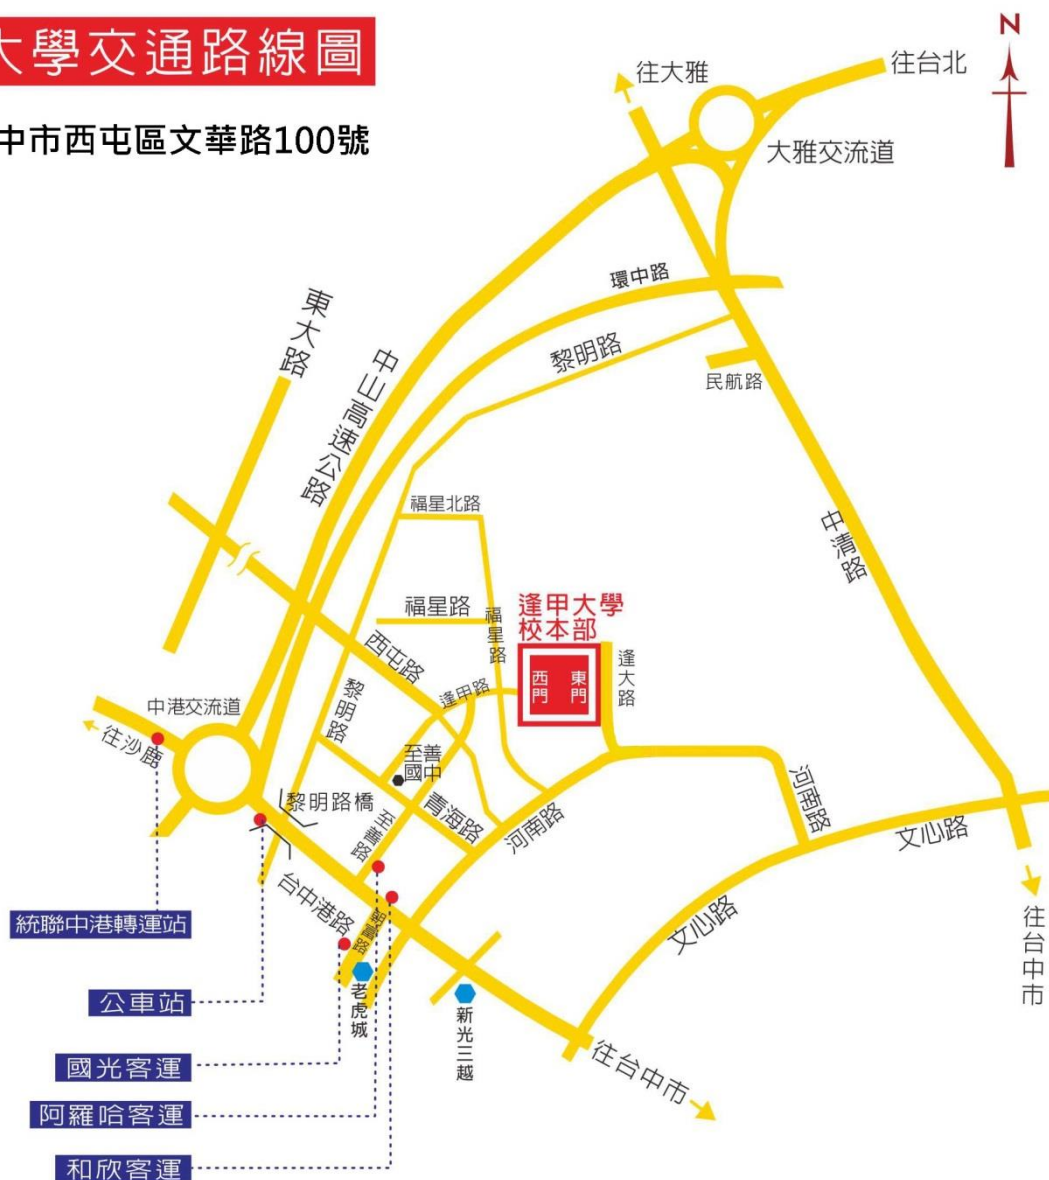 大學交通路線圖
中市西屯區文華路100號
N
往大雅
往台北
大雅交流道
環中路
東大路
中山高速公路
黎明路
民航路
福星北路
中清路
福星路
福星路
逢甲大學
校本部
西門
東門
逢大路
西屯路
逢甲路
黎明路
中港交流道
往沙鹿
至善
國中
黎明路橋
青海路
至善路
河南路
河南路
文心路
台中港路
朝富路
文心路
統聯中港轉運站
往台中市
公車站
老虎城
新光三越
國光客運
往台中市
阿羅哈客運
和欣客運